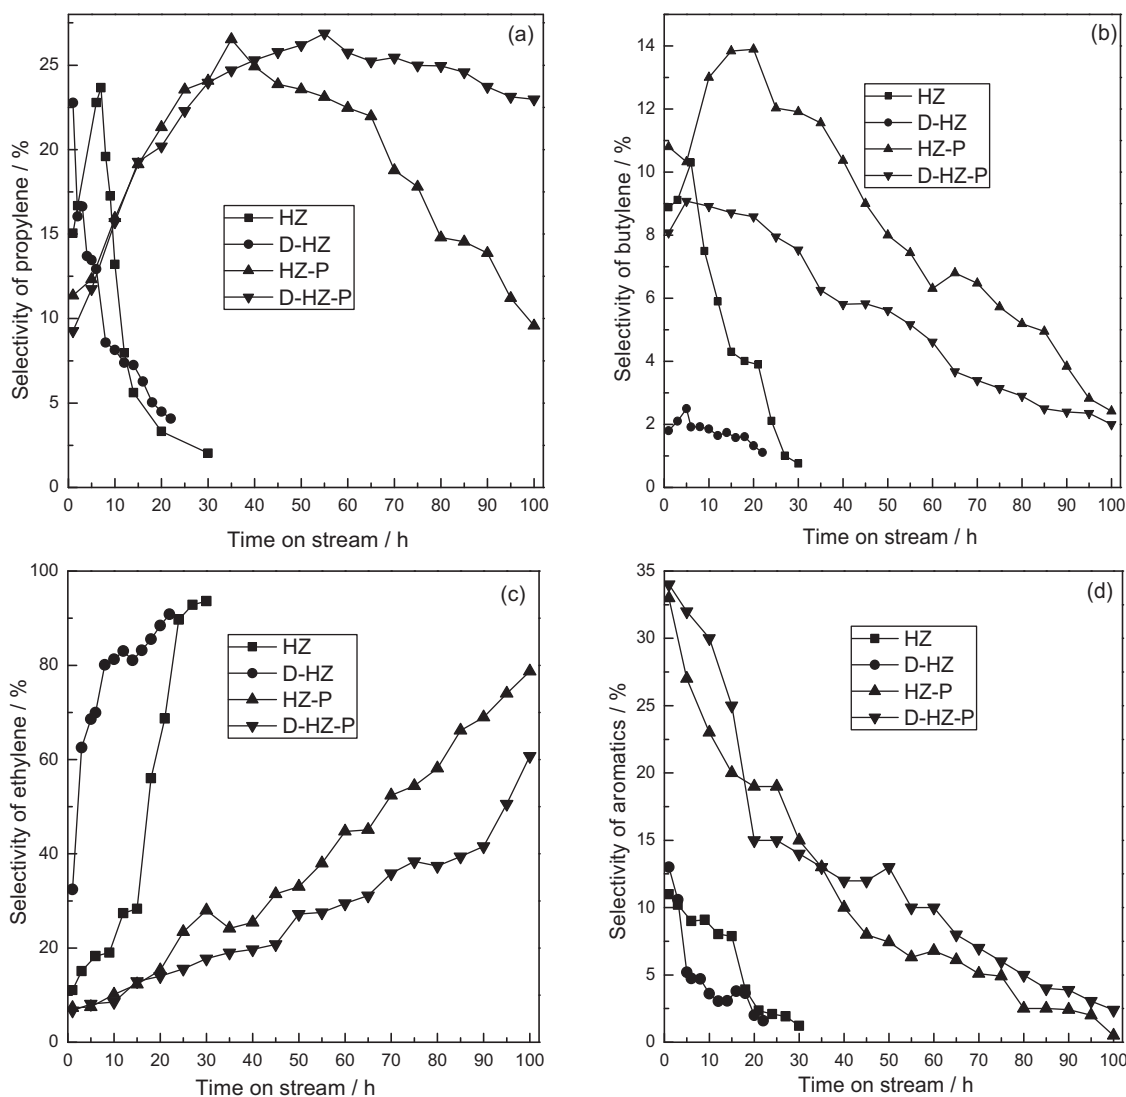 (a)
Selectivity of propylene / %
25
20
15
10
5
0
HZ
D-HZ
HZ-P
D-HZ-P
0 10 20 30 40 50 60 70 80 90 100
Time on stream / h
(b)
Selectivity of butylene / %
14
12
10
8
6
4
2
0
HZ
D-HZ
HZ-P
D-HZ-P
0 10 20 30 40 50 60 70 80 90 100
Time on stream / h
(c)
Selectivity of ethylene / %
100
80
60
40
20
0
HZ
D-HZ
HZ-P
D-HZ-P
0 10 20 30 40 50 60 70 80 90 100
Time on stream / h
(d)
Selectivity of aromatics / %
35
30
25
20
15
10
5
0
HZ
D-HZ
HZ-P
D-HZ-P
0 10 20 30 40 50 60 70 80 90 100
Time on stream / h